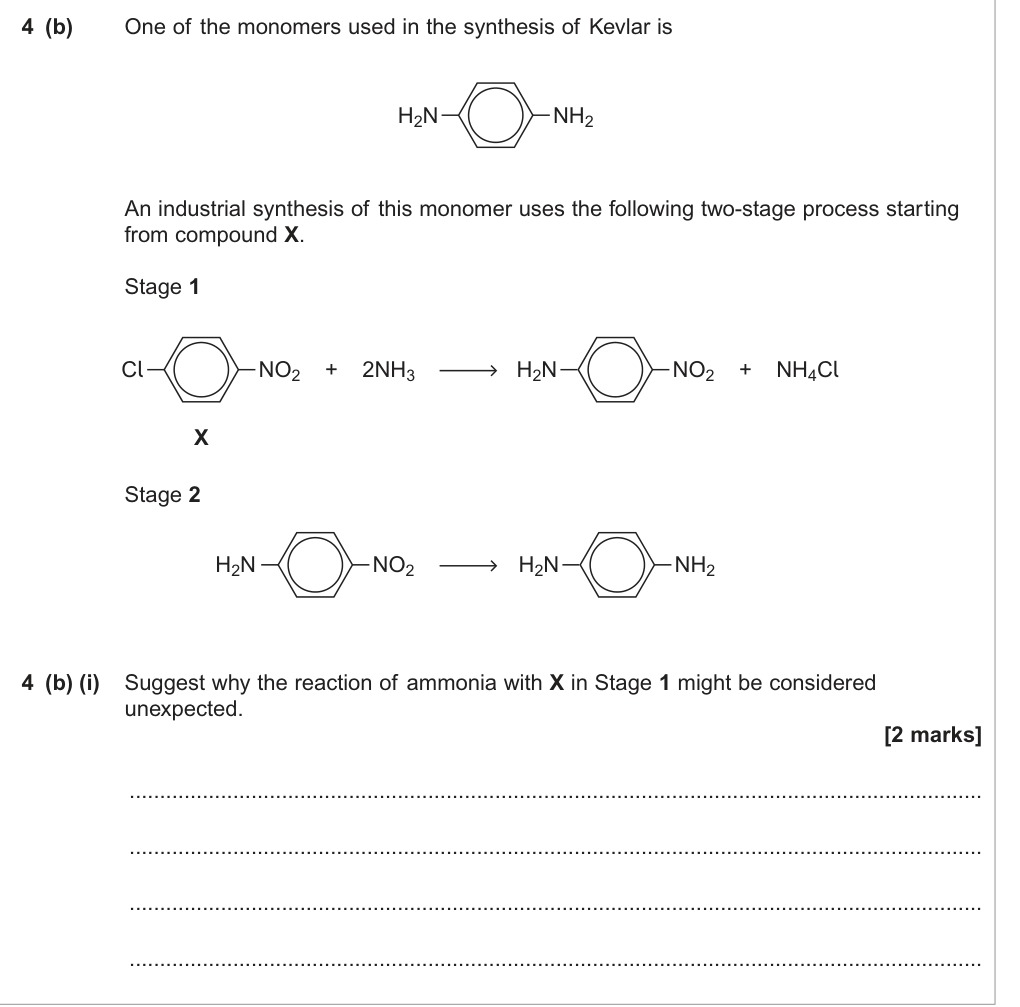 4 (b) One of the monomers used in the synthesis of Kevlar is
H₂N NH₂
An industrial synthesis of this monomer uses the following two-stage process starting
from compound X.
Stage 1
Cl NO₂ + 2NH₃ ⟶ H₂N NO₂ + NH₄Cl
X
Stage 2
H₂N NO₂ ⟶ H₂N NH₂
4 (b) (i) Suggest why the reaction of ammonia with X in Stage 1 might be considered
unexpected.
[2 marks]